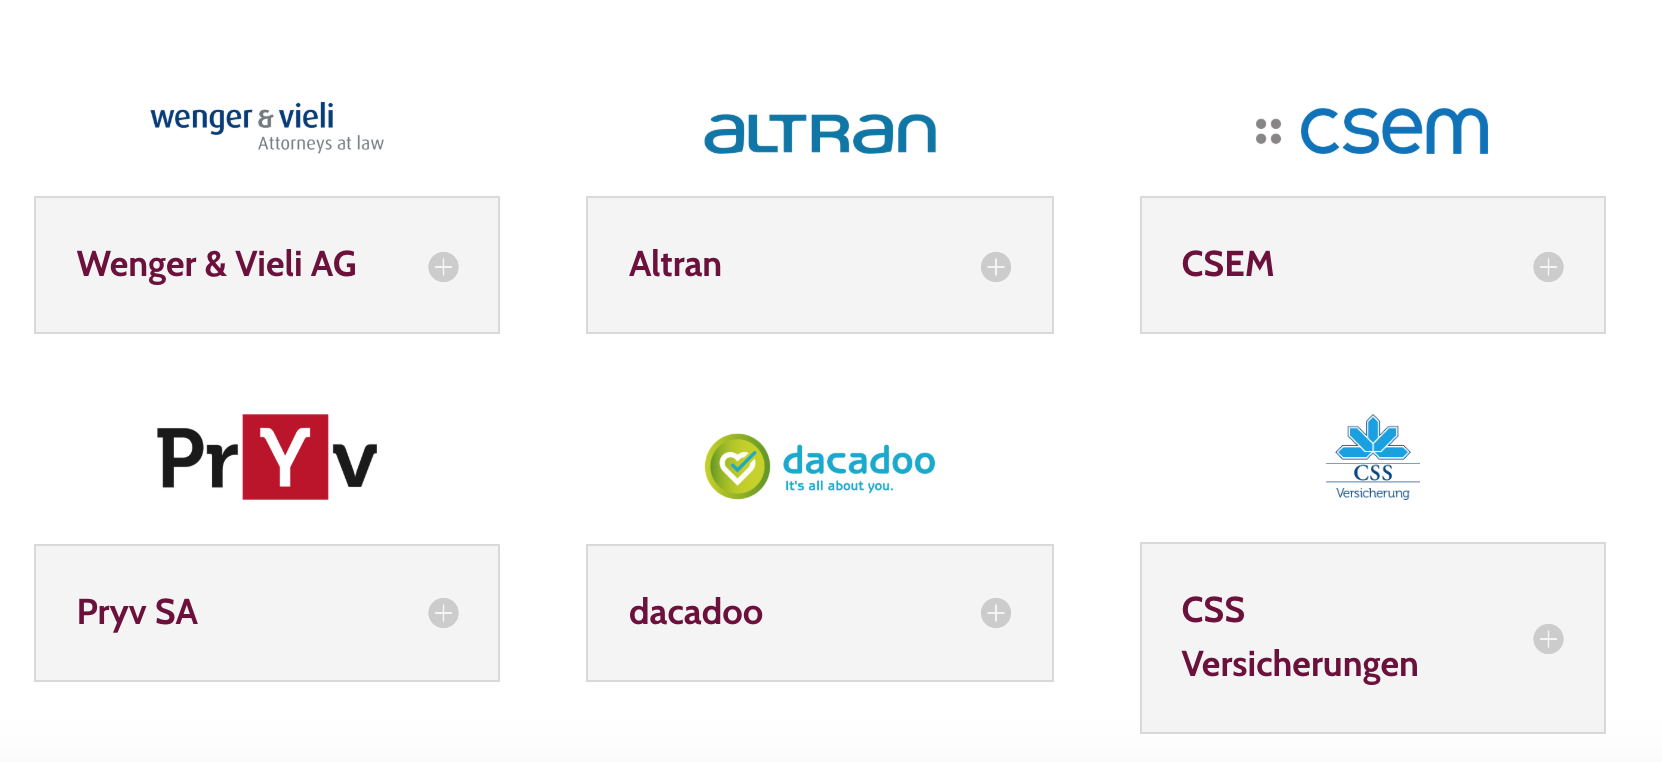 wenger & vieli
Attorneys at law
altran
csem
Wenger & Vieli AG
Altran
CSEM
PrYv
dacadoo
It's all about you.
CSS
Versicherung
Pryv SA
dacadoo
CSS
Versicherungen